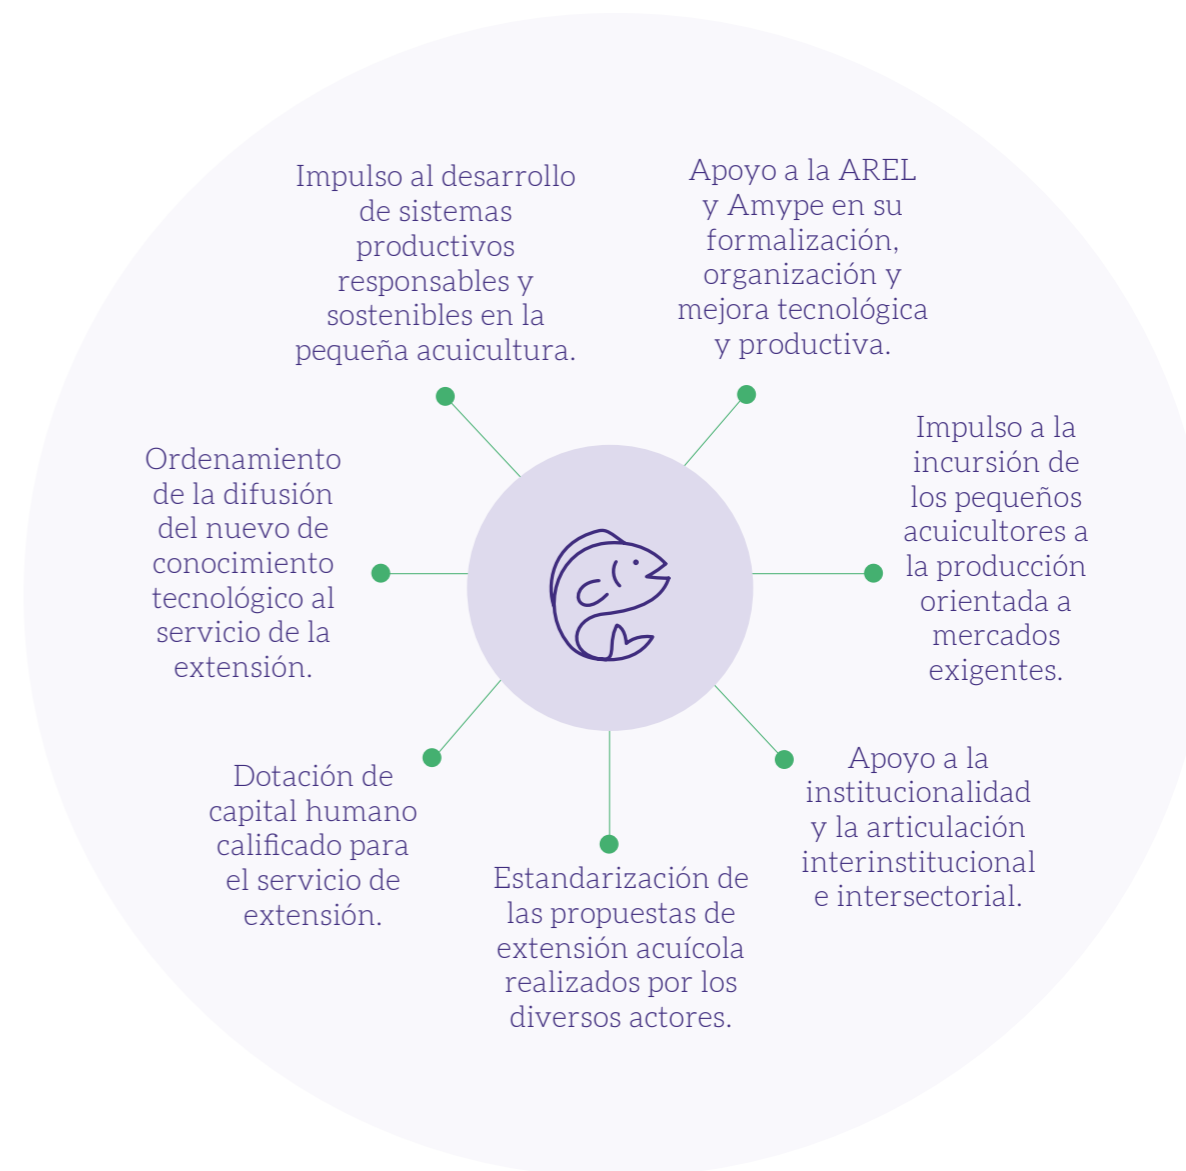 Impulso al desarrollo
de sistemas
productivos
responsables y
sostenibles en la
pequeña acuicultura.
Apoyo a la AREL
y Amype en su
formalización,
organización y
mejora tecnológica
y productiva.
Impulso a la
incursión de
los pequeños
acuicultores a
la producción
orientada a
mercados
exigentes.
Apoyo a la
institucionalidad
y la articulación
interinstitucional
e intersectorial.
Estandarización de
las propuestas de
extensión acuícola
realizados por los
diversos actores.
Dotación de
capital humano
calificado para
el servicio de
extensión.
Ordenamiento
de la difusión
del nuevo de
conocimiento
tecnológico al
servicio de la
extensión.